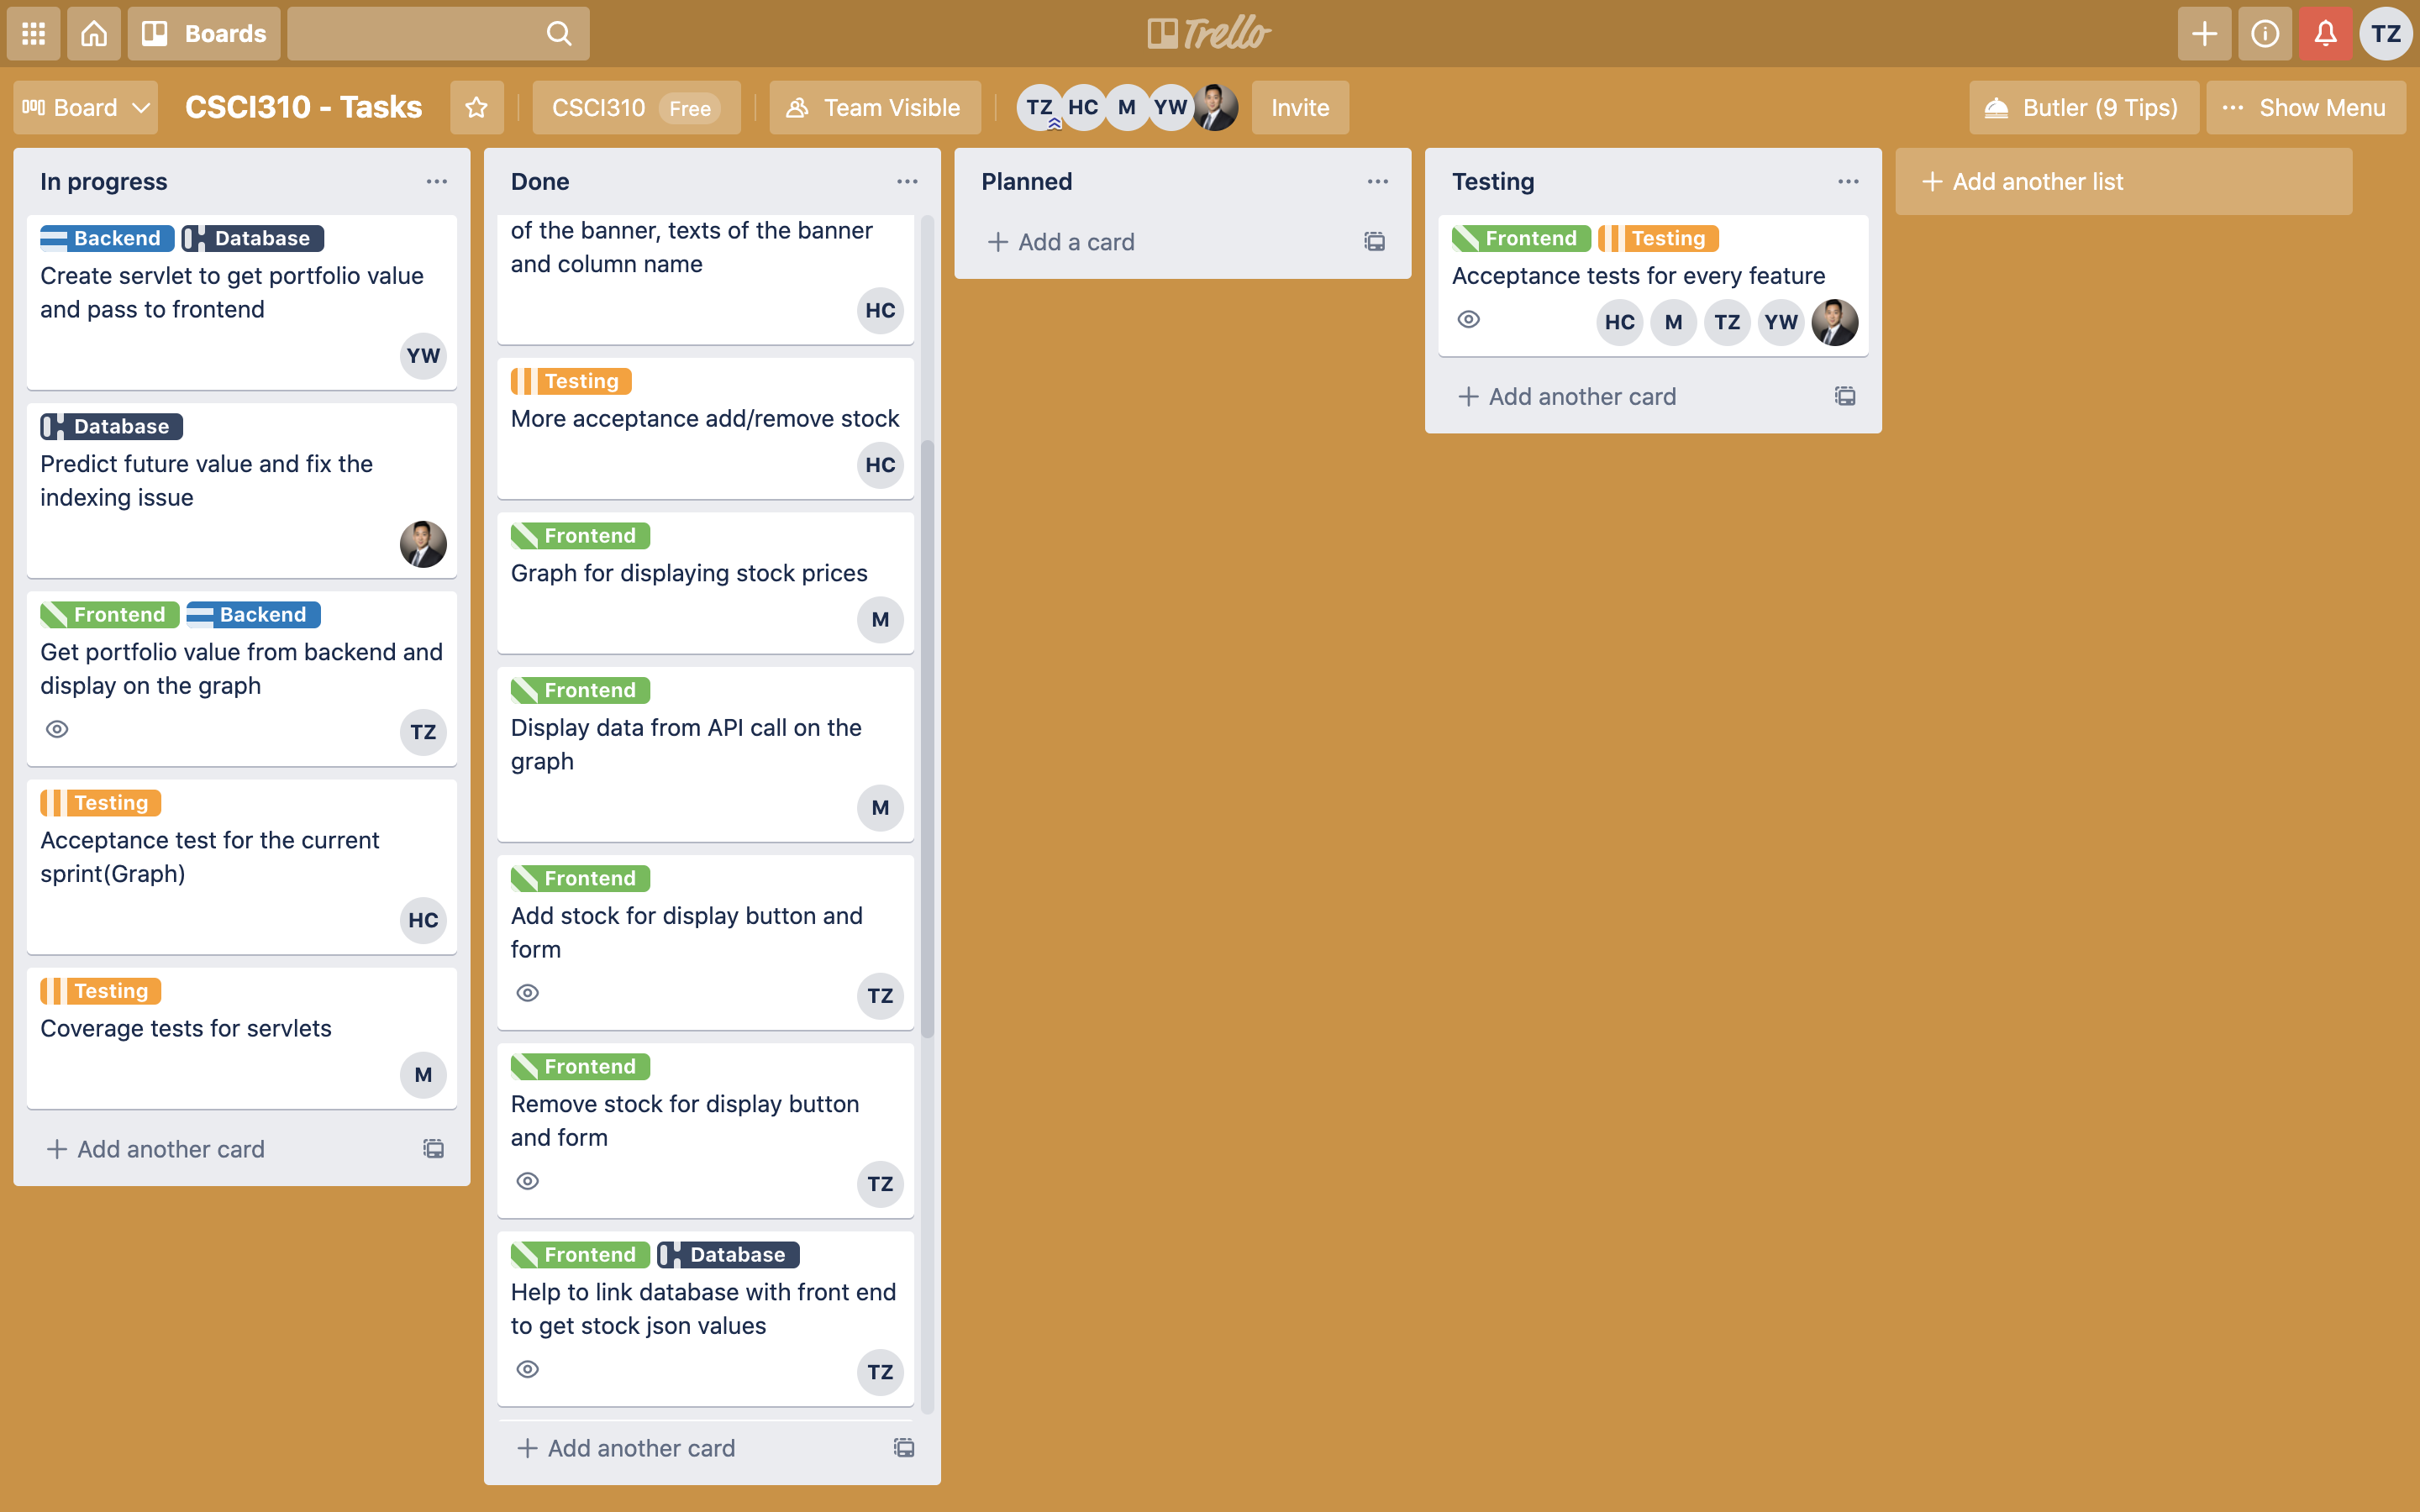 Boards
Trello
TZ
Board
CSCI310 - Tasks
CSCI310 Free
Team Visible
TZ HC M YW
Invite
Butler (9 Tips)
Show Menu
In progress
Backend Database
Create servlet to get portfolio value
and pass to frontend
YW
Database
Predict future value and fix the
indexing issue
Frontend Backend
Get portfolio value from backend and
display on the graph
TZ
Testing
Acceptance test for the current
sprint(Graph)
HC
Testing
Coverage tests for servlets
M
Add another card
Done
of the banner, texts of the banner
and column name
HC
Testing
More acceptance add/remove stock
HC
Frontend
Graph for displaying stock prices
M
Frontend
Display data from API call on the
graph
M
Frontend
Add stock for display button and
form
TZ
Frontend
Remove stock for display button
and form
TZ
Frontend Database
Help to link database with front end
to get stock json values
TZ
Add another card
Planned
Add a card
Testing
Frontend Testing
Acceptance tests for every feature
HC M TZ YW
Add another card
Add another list